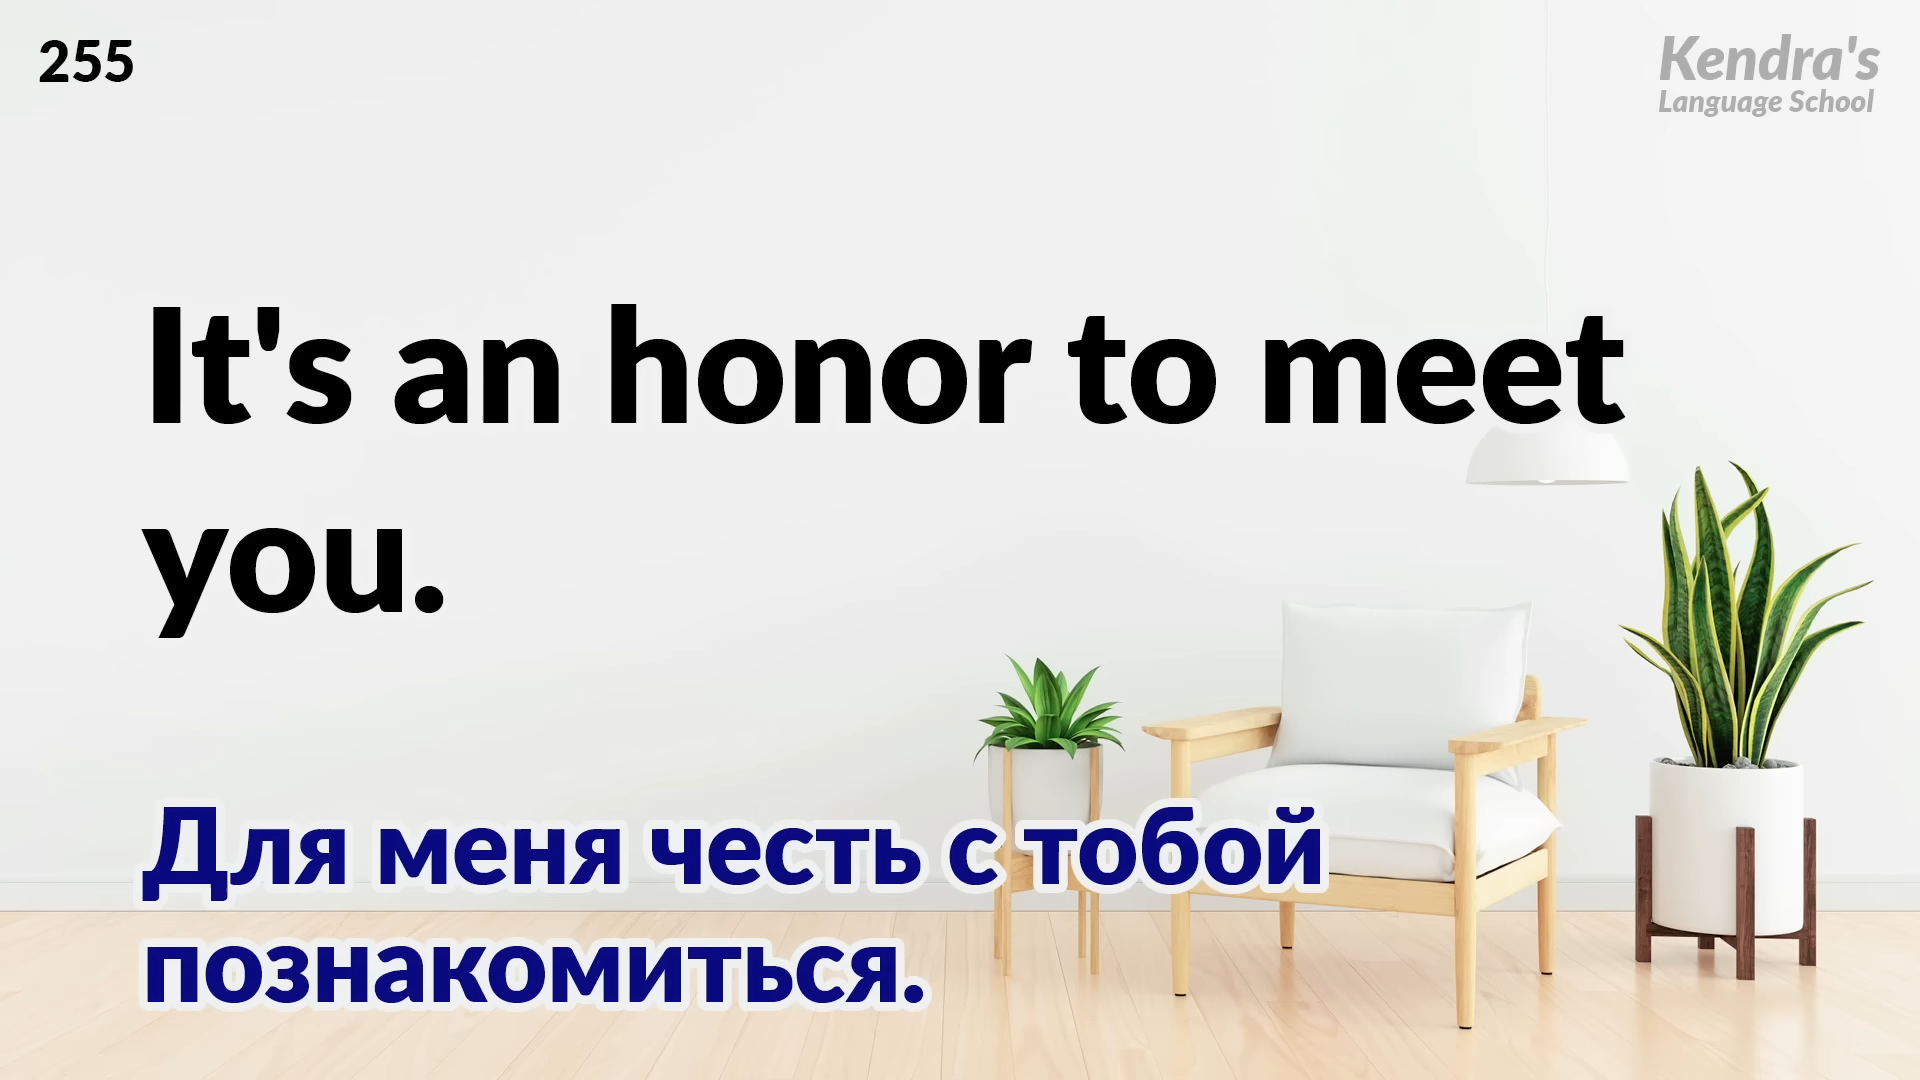 255
Kendra's
Language School
It's an honor to meet
you.
Для меня честь с тобой
познакомиться.